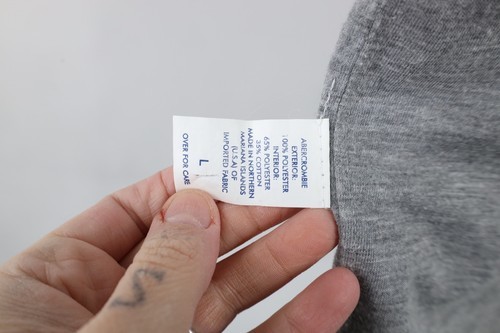 ABERCROMBIE
EXTERIOR:
100% POLYESTER
INTERIOR:
65% POLYESTER
35% COTTON
MADE IN NORTHERN
MARIANA ISLANDS
(U.S.A) OF
IMPORTED FABRIC
L
OVER FOR CARE